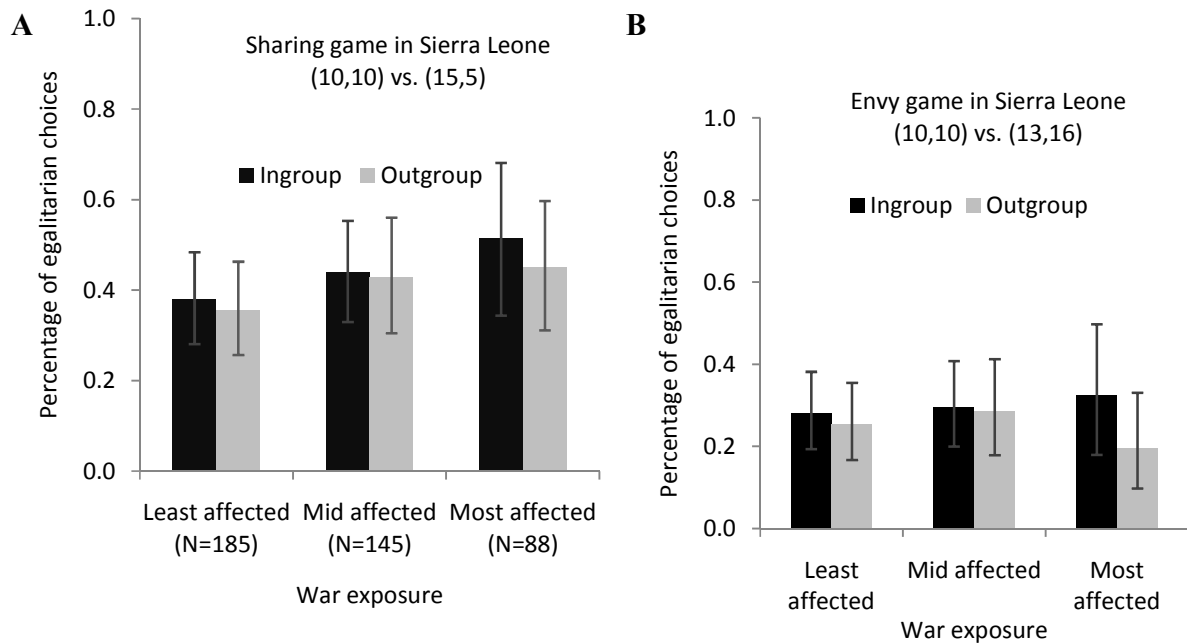 A
Percentage of egalitarian choices
1.0
0.8
0.6
0.4
0.2
0.0
Sharing game in Sierra Leone
(10,10) vs. (15,5)
Ingroup Outgroup
Least affected Mid affected Most affected
(N=185) (N=145) (N=88)
War exposure
B
Percentage of egalitarian choices
1.0
0.8
0.6
0.4
0.2
0.0
Envy game in Sierra Leone
(10,10) vs. (13,16)
Ingroup Outgroup
Least Mid affected Most
affected affected
War exposure